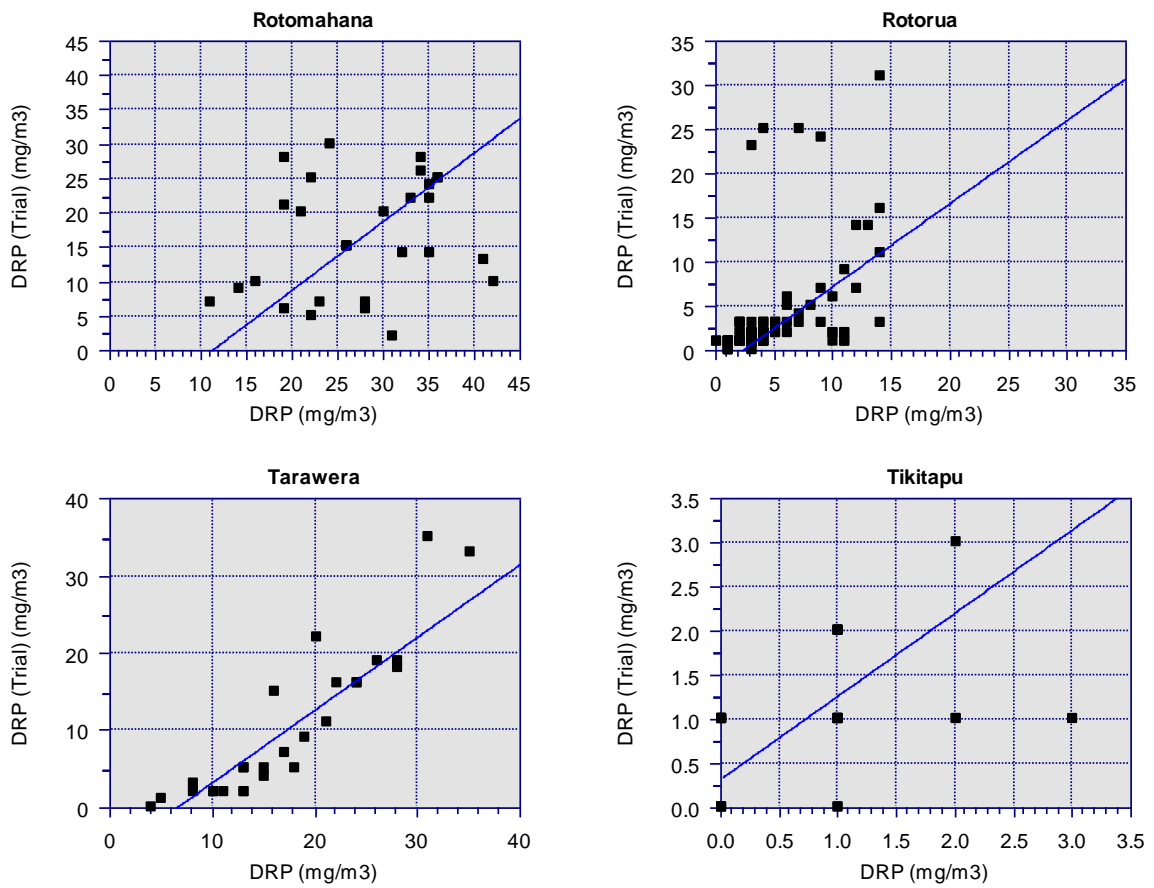 Rotomahana
45
40
35
30
25
20
15
10
5
0
DRP (Trial) (mg/m3)
0 5 10 15 20 25 30 35 40 45
DRP (mg/m3)
Rotorua
35
30
25
20
15
10
5
0
DRP (Trial) (mg/m3)
0 5 10 15 20 25 30 35
DRP (mg/m3)
Tarawera
40
30
20
10
0
DRP (Trial) (mg/m3)
0 10 20 30 40
DRP (mg/m3)
Tikitapu
3.5
3.0
2.5
2.0
1.5
1.0
0.5
0.0
DRP (Trial) (mg/m3)
0.0 0.5 1.0 1.5 2.0 2.5 3.0 3.5
DRP (mg/m3)